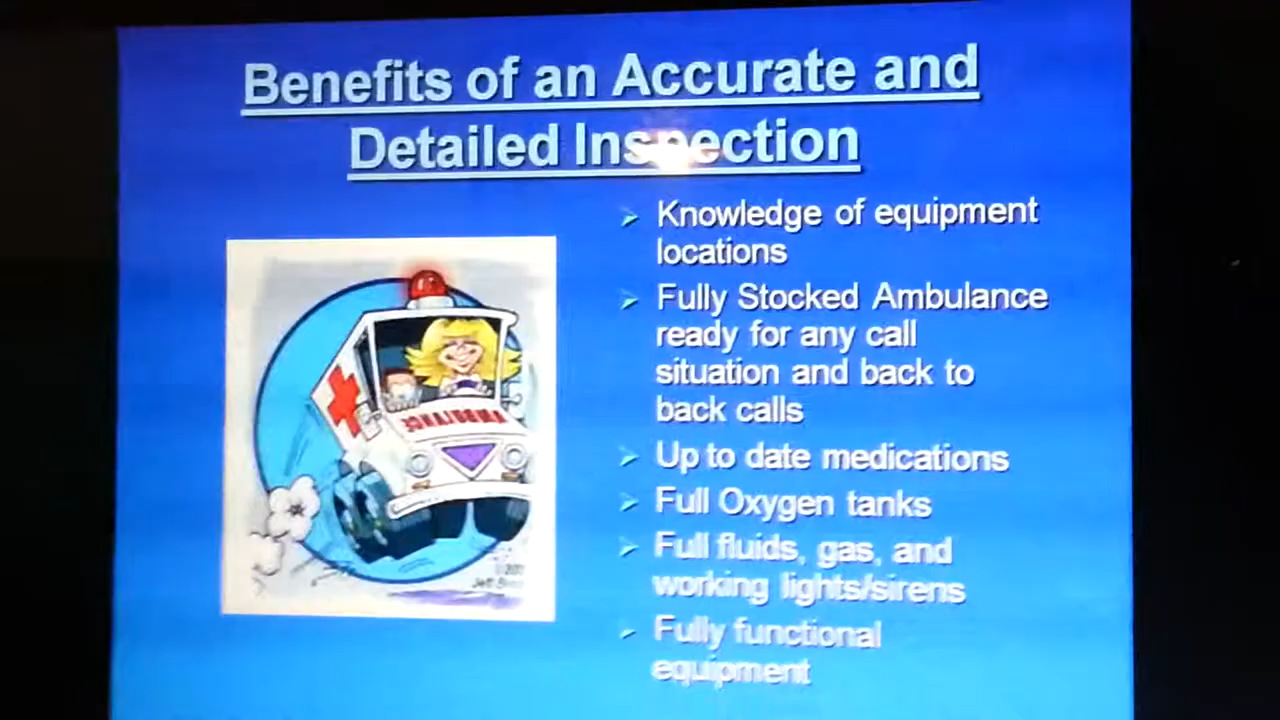 Benefits of an Accurate and
Detailed Inspection
Knowledge of equipment
locations
Fully Stocked Ambulance
ready for any call
situation and back to
back calls
Up to date medications
Full Oxygen tanks
Full fluids, gas, and
working lights/sirens
Fully functional
equipment
AMBULANCE
Jeff